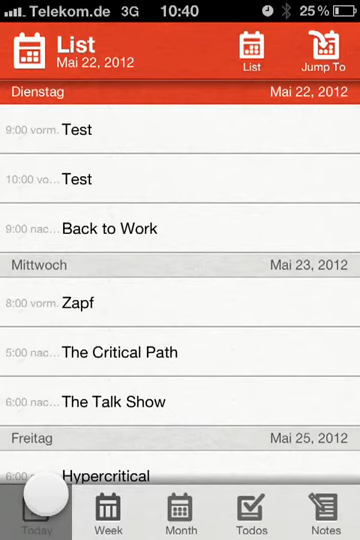 Telekom.de 3G 10:40 25%
List
Mai 22, 2012
List
Jump To
Dienstag Mai 22, 2012
9:00 vorm. Test
10:00 vo... Test
9:00 nac... Back to Work
Mittwoch Mai 23, 2012
8:00 vorm. Zapf
5:00 nac... The Critical Path
6:00 nac... The Talk Show
Freitag Mai 25, 2012
6:00 Hypercritical
Today Week Month Todos Notes